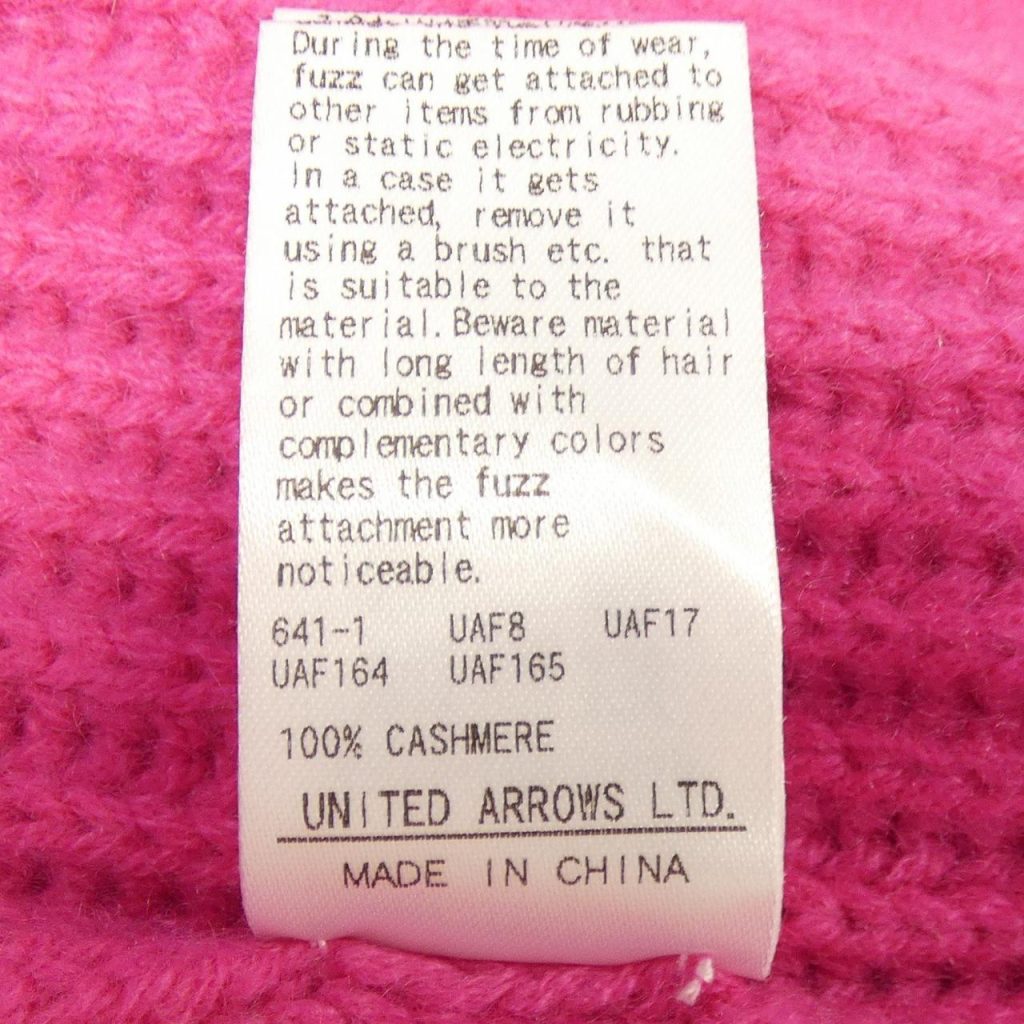 During the time of wear,
fuzz can get attached to
other items from rubbing
or static electricity.
In a case it gets
attached, remove it
using a brush etc. that
is suitable to the
material. Beware material
with long length of hair
or combined with
complementary colors
makes the fuzz
attachment more
noticeable.
641-1 UAF8 UAF17
UAF164 UAF165
100% CASHMERE
UNITED ARROWS LTD.
MADE IN CHINA